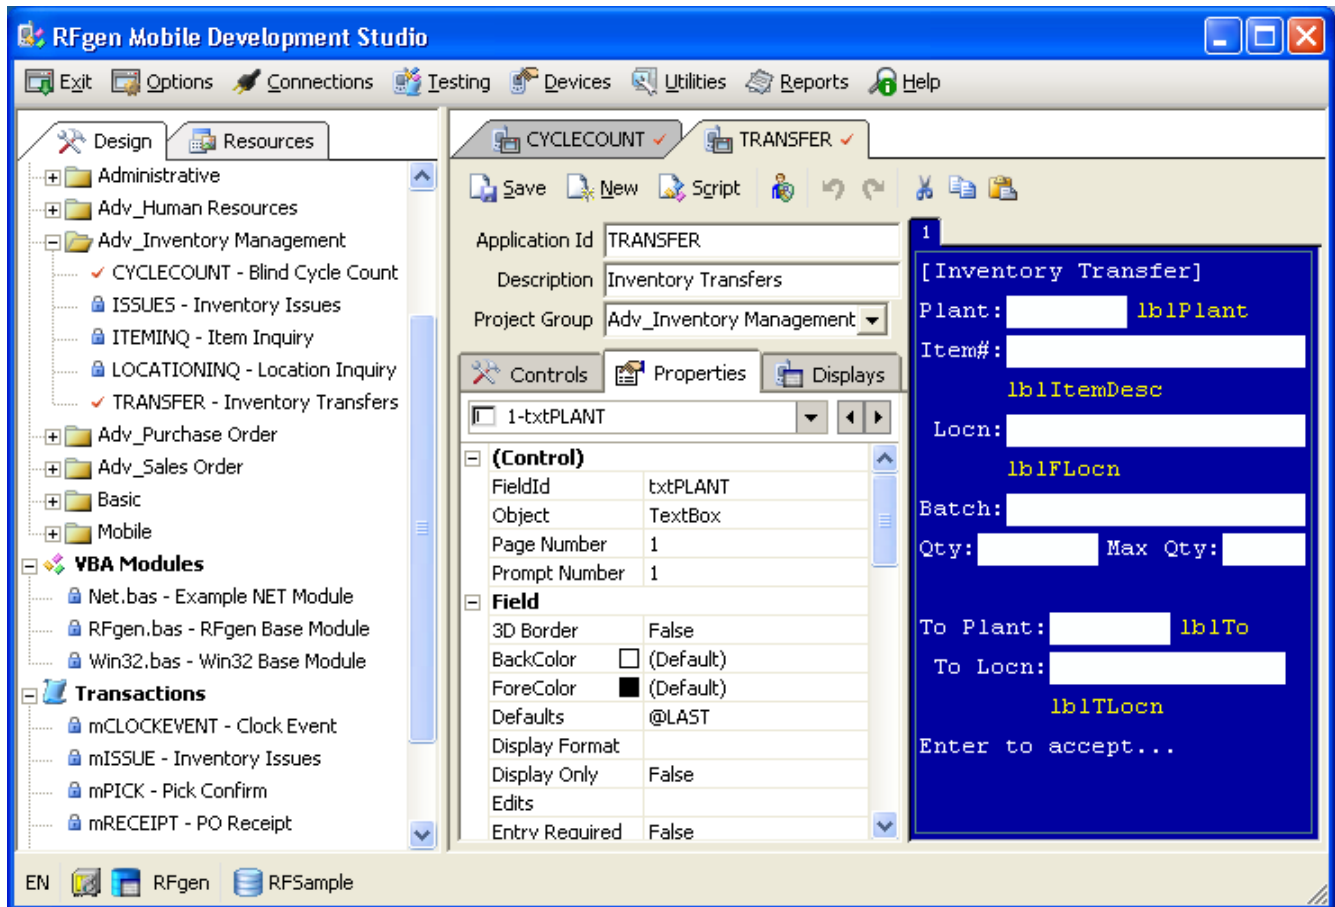 RFgen Mobile Development Studio
Exit Options Connections Testing Devices Utilities Reports Help
Design Resources
Administrative
Adv_Human Resources
Adv_Inventory Management
CYCLECOUNT - Blind Cycle Count
ISSUES - Inventory Issues
ITEMINQ - Item Inquiry
LOCATIONINQ - Location Inquiry
TRANSFER - Inventory Transfers
Adv_Purchase Order
Adv_Sales Order
Basic
Mobile
VBA Modules
Net.bas - Example NET Module
RFgen.bas - RFgen Base Module
Win32.bas - Win32 Base Module
Transactions
mCLOCKEVENT - Clock Event
mISSUE - Inventory Issues
mPICK - Pick Confirm
mRECEIPT - PO Receipt
CYCLECOUNT TRANSFER
Save New Script
Application Id TRANSFER
Description Inventory Transfers
Project Group Adv_Inventory Management
Controls Properties Displays
1-txtPLANT
(Control)
FieldId txtPLANT
Object TextBox
Page Number 1
Prompt Number 1
Field
3D Border False
BackColor (Default)
ForeColor (Default)
Defaults @LAST
Display Format
Display Only False
Edits
Entry Required False
1
[Inventory Transfer]
Plant: lblPlant
Item#:
lblItemDesc
Locn:
lblFLocn
Batch:
Qty: Max Qty:
To Plant: lblTo
To Locn:
lblTLocn
Enter to accept...
EN RFgen RFSample